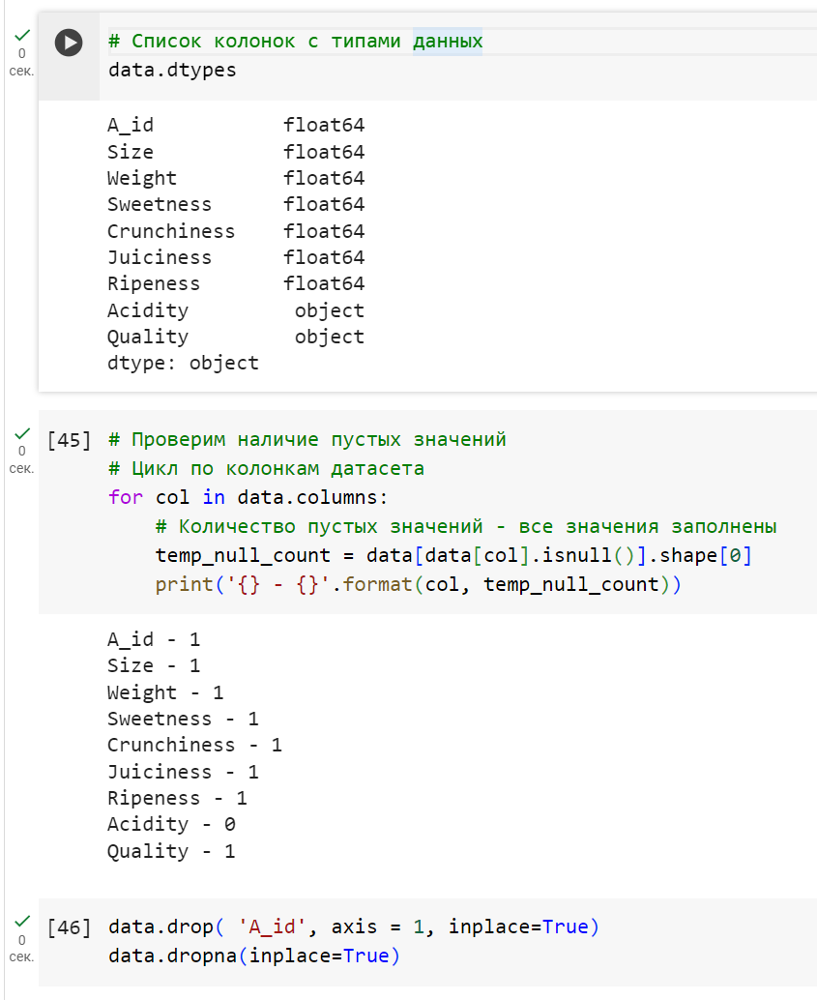 0
сек.
# Список колонок с типами данных
data.dtypes
A_id float64
Size float64
Weight float64
Sweetness float64
Crunchiness float64
Juiciness float64
Ripeness float64
Acidity object
Quality object
dtype: object
0
сек.
[45] # Проверим наличие пустых значений
# Цикл по колонкам датасета
for col in data.columns:
# Количество пустых значений - все значения заполнены
temp_null_count = data[data[col].isnull()].shape[0]
print('{} - {}'.format(col, temp_null_count))
A_id - 1
Size - 1
Weight - 1
Sweetness - 1
Crunchiness - 1
Juiciness - 1
Ripeness - 1
Acidity - 0
Quality - 1
0
сек.
[46] data.drop( 'A_id', axis = 1, inplace=True)
data.dropna(inplace=True)